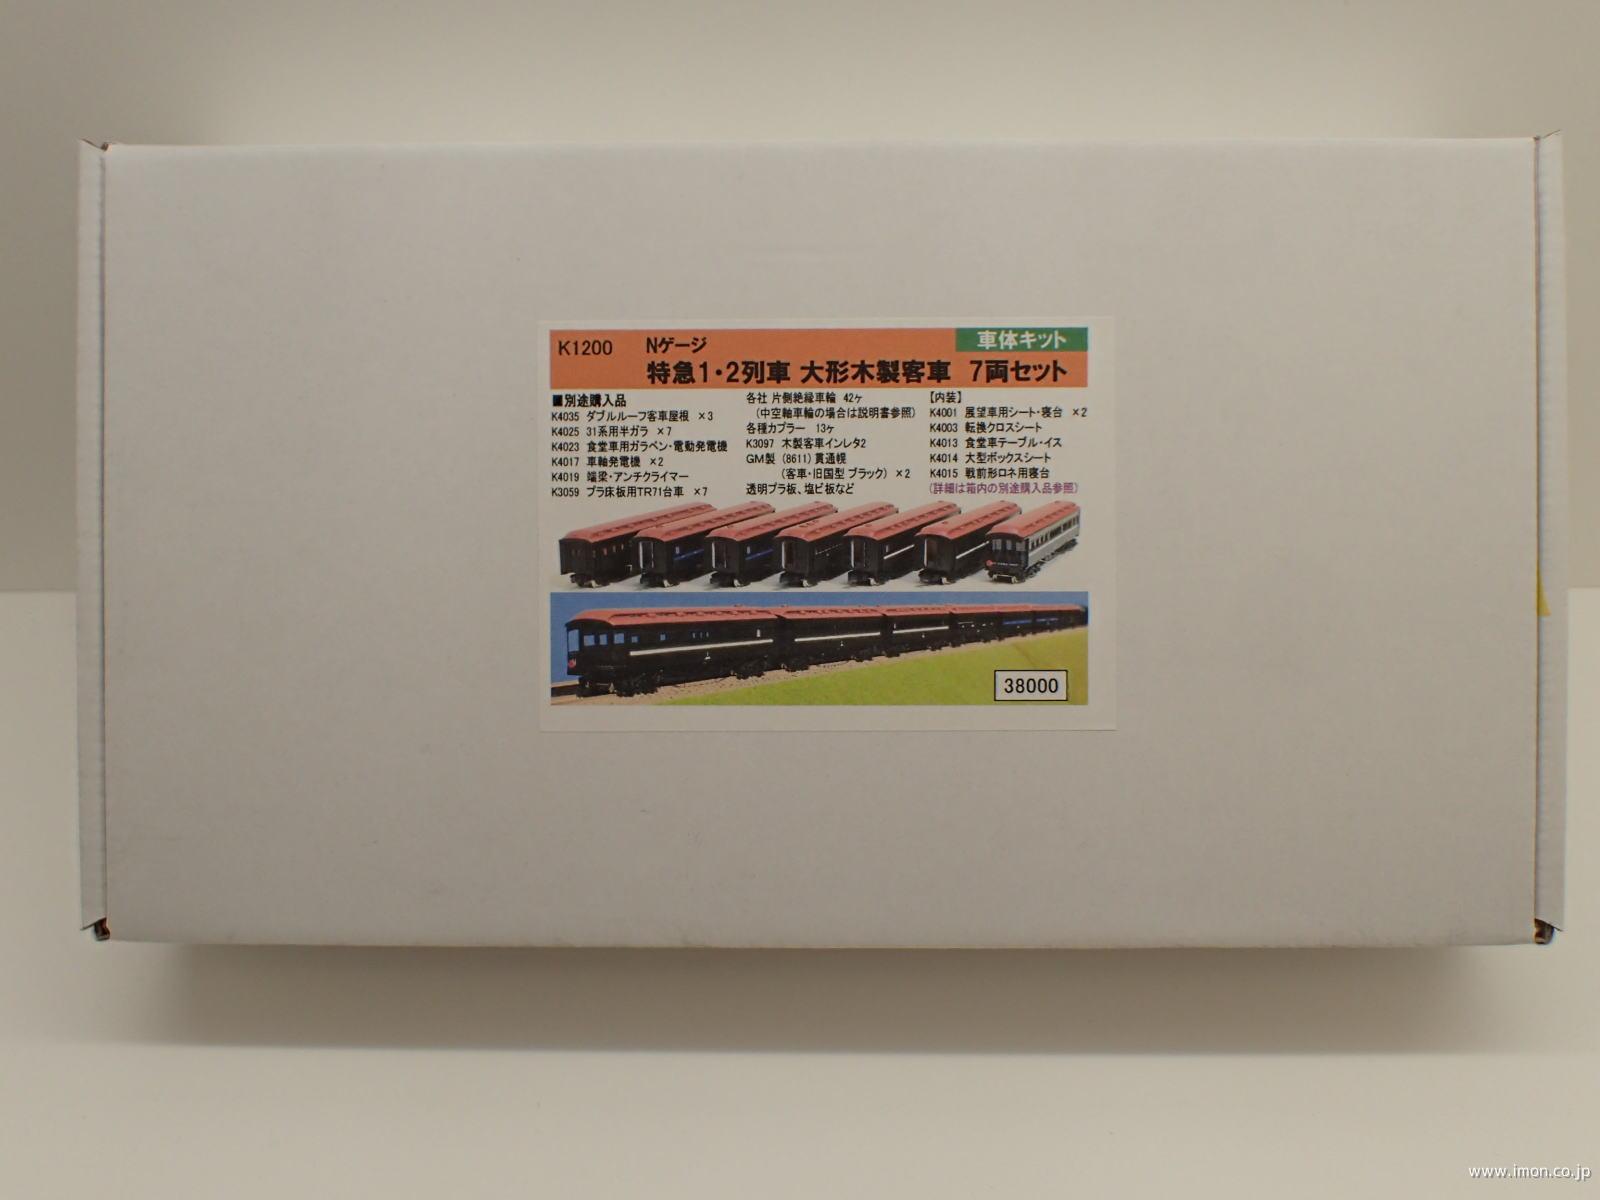 K1200 Nゲージ 車体キット
特急1・2列車 大形木製客車 7両セット
■別途購入品
K4035 ダブルルーフ客車屋根 ×3
K4025 31系用半ガラ ×7
K4023 食堂車用ガラベン・電動発電機
K4017 車軸発電機 ×2
K4019 端梁・アンチクライマー
K3059 プラ床板用TR71台車 ×7
各社 片側絶縁車輪 42ヶ
(中空軸車輪の場合は説明書参照)
各種カプラー 13ヶ
K3097 木製客車インレタ2
GM製 (8611) 貫通幌
(客車・旧国型 ブラック) ×2
透明プラ板、塩ビ板など
【内装】
K4001 展望車用シート・寝台 ×2
K4003 転換クロスシート
K4013 食堂車テーブル・イス
K4014 大型ボックスシート
K4015 戦前形ロネ用寝台
(詳細は箱内の別途購入品参照)
38000
www.imon.co.jp